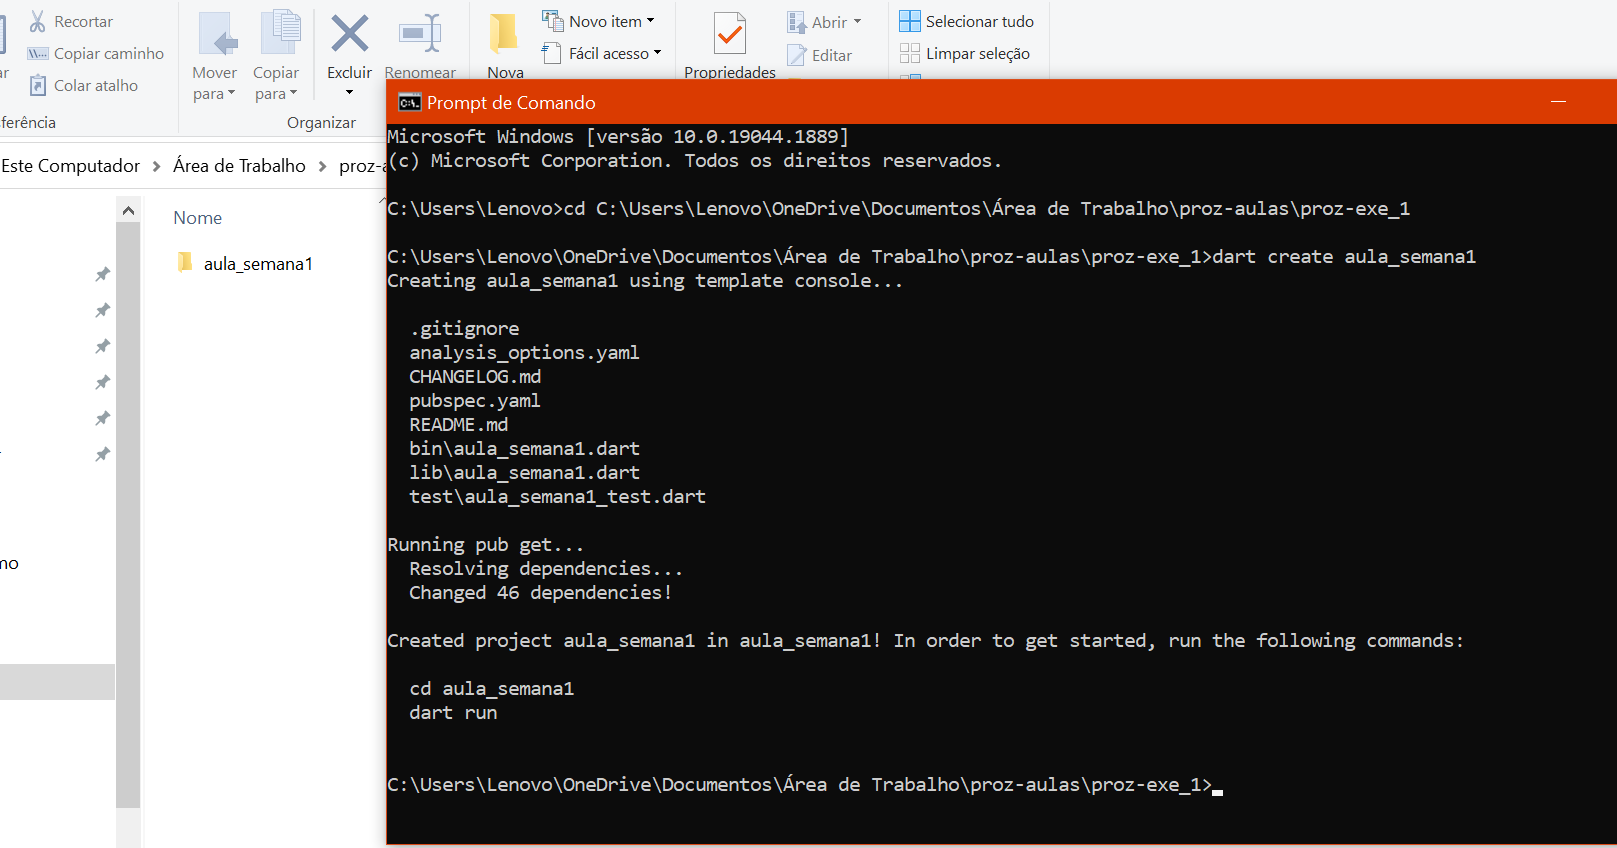 Recortar
Copiar caminho
Colar atalho
ferência
Mover
para
Copiar
para
Excluir
Renomear
Organizar
Nova
Novo item
Fácil acesso
Propriedades
Abrir
Editar
Selecionar tudo
Limpar seleção
Este Computador > Área de Trabalho > proz-a
Nome
aula_semana1
mo
Prompt de Comando
Microsoft Windows [versão 10.0.19044.1889]
(c) Microsoft Corporation. Todos os direitos reservados.
C:\Users\Lenovo>cd C:\Users\Lenovo\OneDrive\Documentos\Área de Trabalho\proz-aulas\proz-exe_1
C:\Users\Lenovo\OneDrive\Documentos\Área de Trabalho\proz-aulas\proz-exe_1>dart create aula_semana1
Creating aula_semana1 using template console...
.gitignore
analysis_options.yaml
CHANGELOG.md
pubspec.yaml
README.md
bin\aula_semana1.dart
lib\aula_semana1.dart
test\aula_semana1_test.dart
Running pub get...
Resolving dependencies...
Changed 46 dependencies!
Created project aula_semana1 in aula_semana1! In order to get started, run the following commands:
cd aula_semana1
dart run
C:\Users\Lenovo\OneDrive\Documentos\Área de Trabalho\proz-aulas\proz-exe_1>